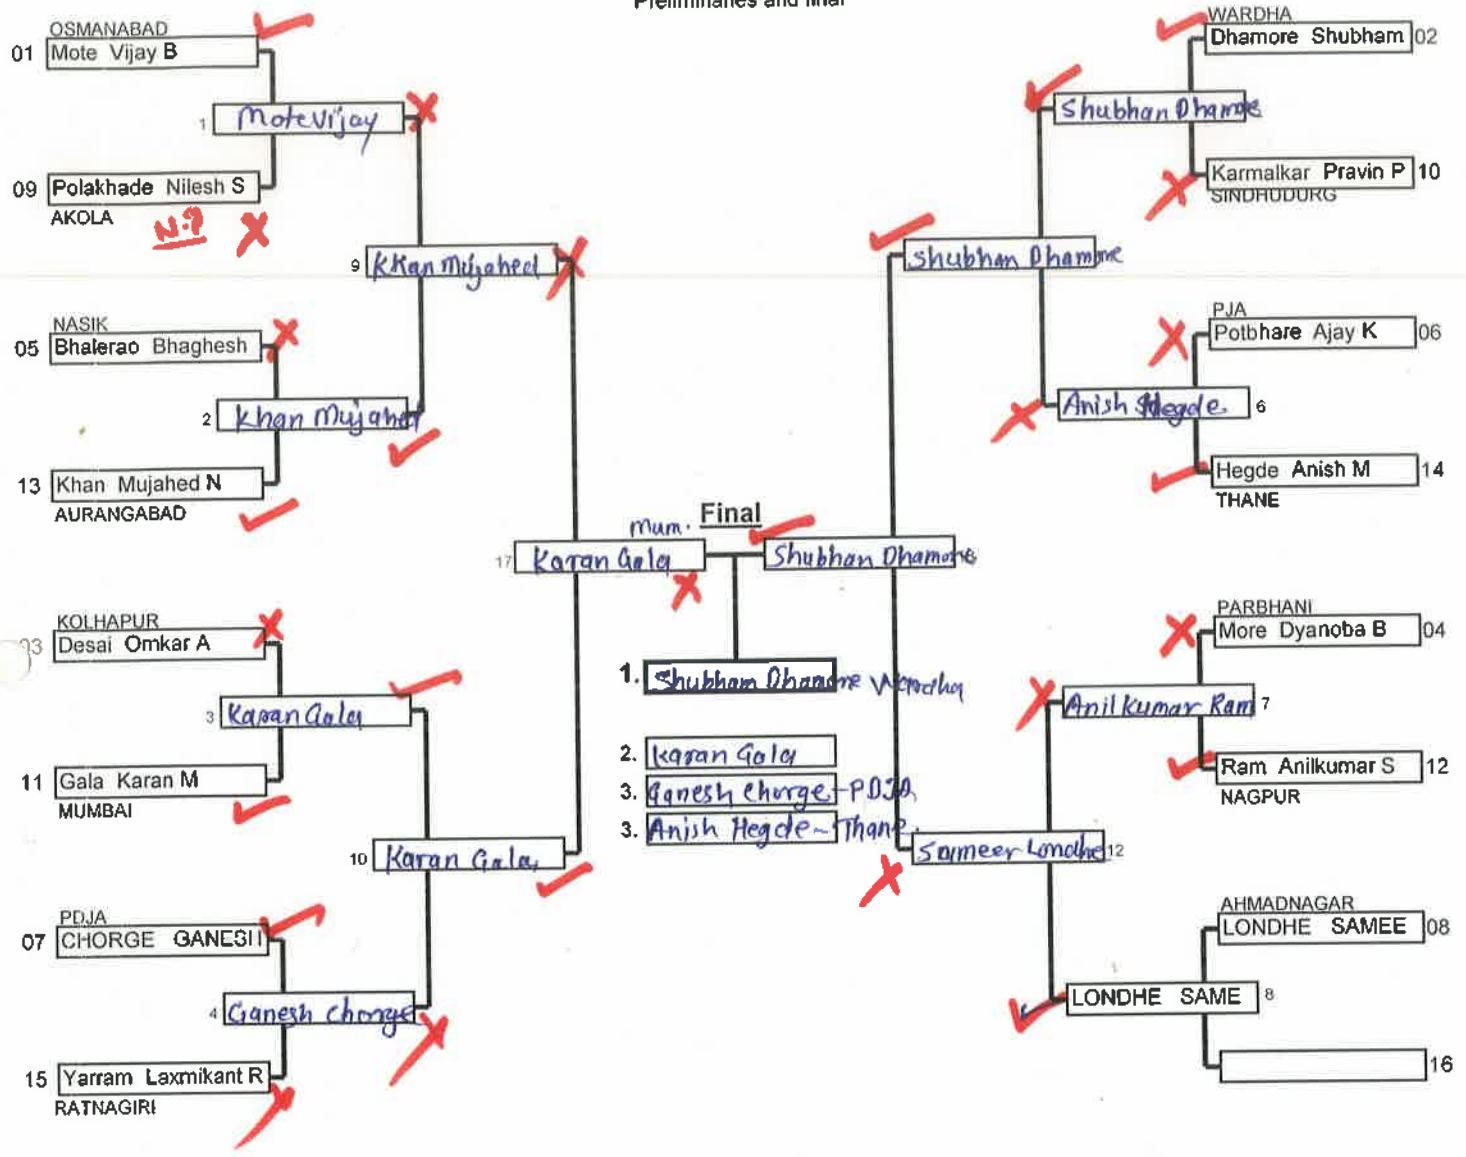 Preliminaries and final
OSMANABAD
01 Mote Vijay B
1 Mote Vijay
09 Polakhade Nilesh S
AKOLA
N.P
9 Khan Mujahed
NASIK
05 Bhalerao Bhaghesh
2 Khan Mujahed
13 Khan Mujahed N
AURANGABAD
17 Karan Gala
mum.
KOLHAPUR
03 Desai Omkar A
3 Karan Gala
11 Gala Karan M
MUMBAI
10 Karan Gala
PDJA
07 CHORGE GANESH
4 Ganesh Chorge
15 Yarram Laxmikant R
RATNAGIRI
Final
Shubhan Dhamore
1. Shubham Dhamore Wardha
2. Karan Gala
3. Ganesh Chorge - PDJA
3. Anish Hegde - Thane.
WARDHA
Dhamore Shubham 02
Shubhan Dhamore
Karmalkar Pravin P 10
SINDHUDURG
Shubhan Dhamore
PJA
Potbhare Ajay K 06
Anish Hegde. 6
Hegde Anish M 14
THANE
PARBHANI
More Dyanoba B 04
Anil Kumar Ram 7
Ram Anilkumar S 12
NAGPUR
Sameer Londhe 12
AHMADNAGAR
LONDHE SAMEE 08
LONDHE SAME 8
16